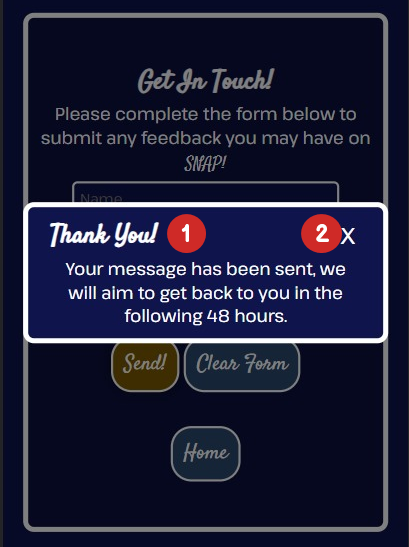 Get In Touch!
Please complete the form below to
submit any feedback you may have on
SNAP!
Name
Thank You! 1 2 X
Your message has been sent, we
will aim to get back to you in the
following 48 hours.
Send! Clear Form
Home